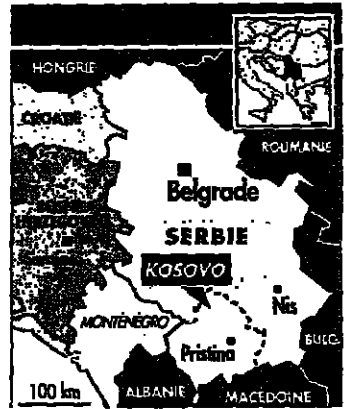 HONGRIE
CROATIE
ROUMANIE
Belgrade
SERBIE
KOSOVO
MONTÉNÉGRO
Nis
Pristina
BULG.
100 km
ALBANIE
MACÉDOINE